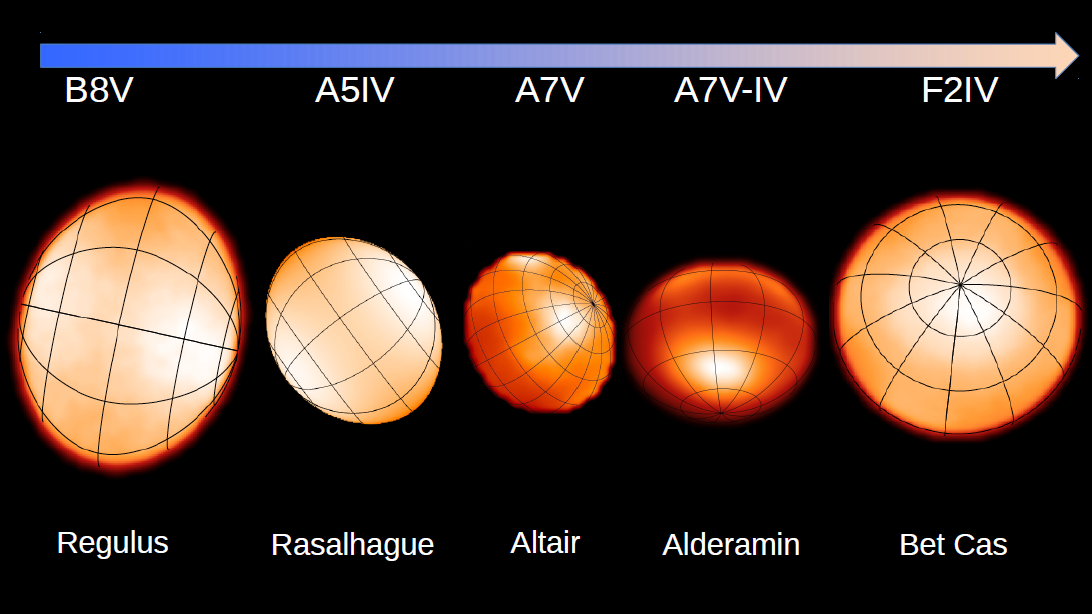 B8V A5IV A7V A7V-IV F2IV
Regulus Rasalhague Altair Alderamin Bet Cas